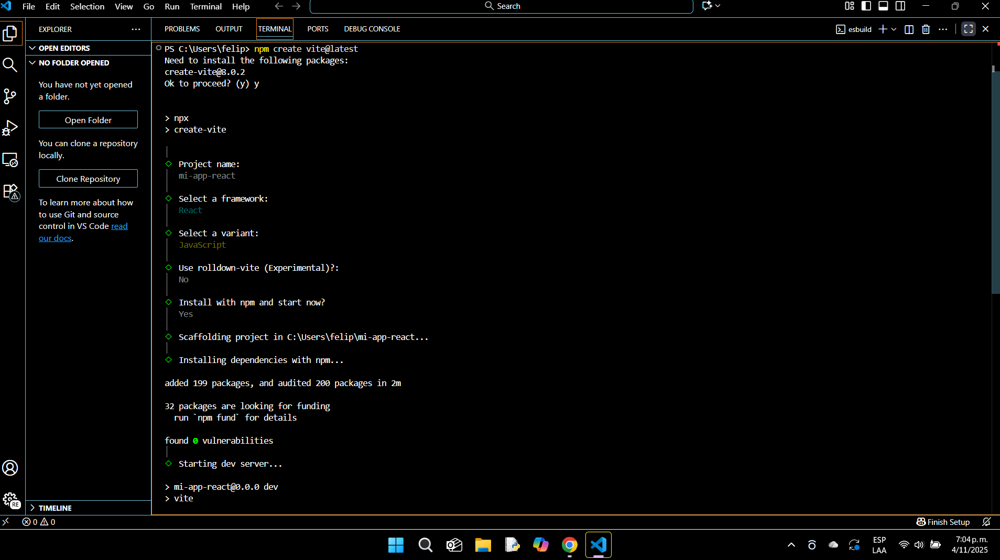 File Edit Selection View Go Run Terminal Help
Search
EXPLORER
OPEN EDITORS
NO FOLDER OPENED
You have not yet opened
a folder.
Open Folder
You can clone a repository
locally.
Clone Repository
To learn more about how
to use Git and source
control in VS Code read
our docs.
TIMELINE
RE
PROBLEMS OUTPUT TERMINAL PORTS DEBUG CONSOLE
esbuild
PS C:\Users\felip> npm create vite@latest
Need to install the following packages:
create-vite@8.0.2
Ok to proceed? (y) y
> npx
> create-vite
Project name:
mi-app-react
Select a framework:
React
Select a variant:
JavaScript
Use rolldown-vite (Experimental)?:
No
Install with npm and start now?
Yes
Scaffolding project in C:\Users\felip\mi-app-react...
Installing dependencies with npm...
added 199 packages, and audited 200 packages in 2m
32 packages are looking for funding
run `npm fund` for details
found 0 vulnerabilities
Starting dev server...
> mi-app-react@0.0.0 dev
> vite
0 0
Finish Setup
ESP
LAA
7:04 p. m.
4/11/2025